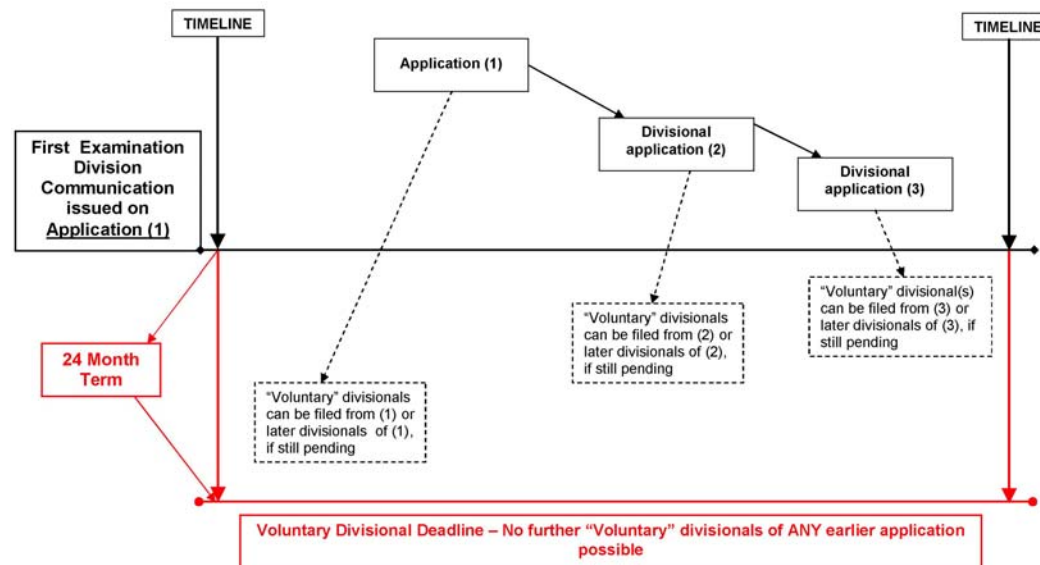 TIMELINE
TIMELINE
Application (1)
First Examination
Division
Communication
issued on
Application (1)
Divisional
application (2)
Divisional
application (3)
"Voluntary" divisional(s)
can be filed from (3) or
later divisionals of (3), if
still pending
"Voluntary" divisionals
can be filed from (2) or
later divisionals of (2),
if still pending
24 Month
Term
"Voluntary" divisionals
can be filed from (1) or
later divisionals of (1),
if still pending
Voluntary Divisional Deadline – No further "Voluntary" divisionals of ANY earlier application
possible